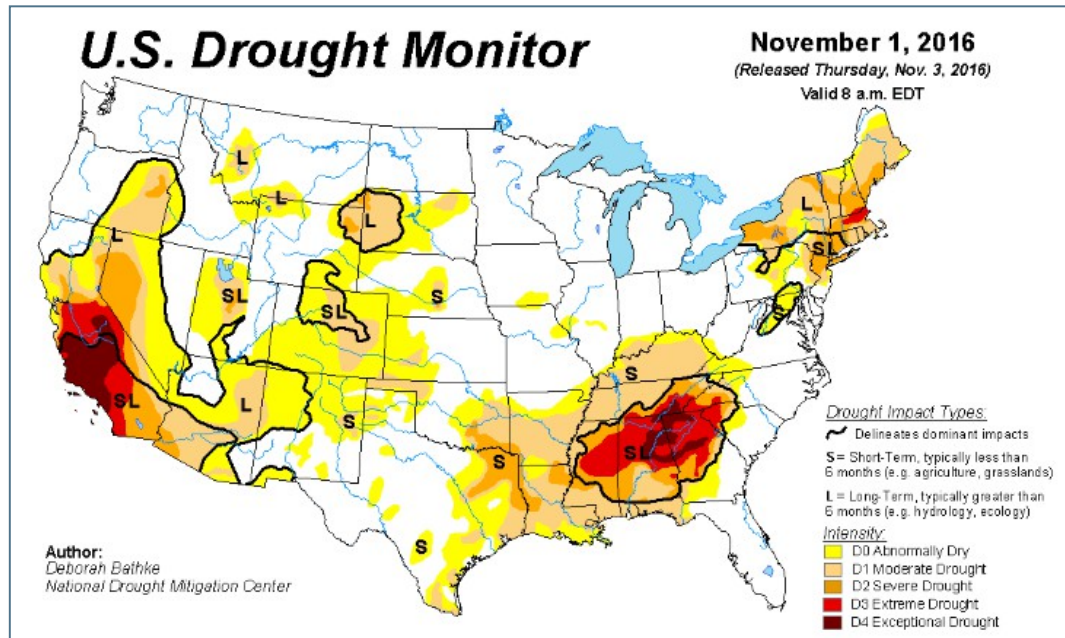 U.S. Drought Monitor
November 1, 2016
(Released Thursday, Nov. 3, 2016)
Valid 8 a.m. EDT
L
L
L
L
SL
SL
S
L
SL
S
S
S
S
SL
L
SL
S
Drought Impact Types:
Delineates dominant impacts
S = Short-Term, typically less than
6 months (e.g. agriculture, grasslands)
L = Long-Term, typically greater than
6 months (e.g. hydrology, ecology)
Intensity:
D0 Abnormally Dry
D1 Moderate Drought
D2 Severe Drought
D3 Extreme Drought
D4 Exceptional Drought
Author:
Deborah Bathke
National Drought Mitigation Center